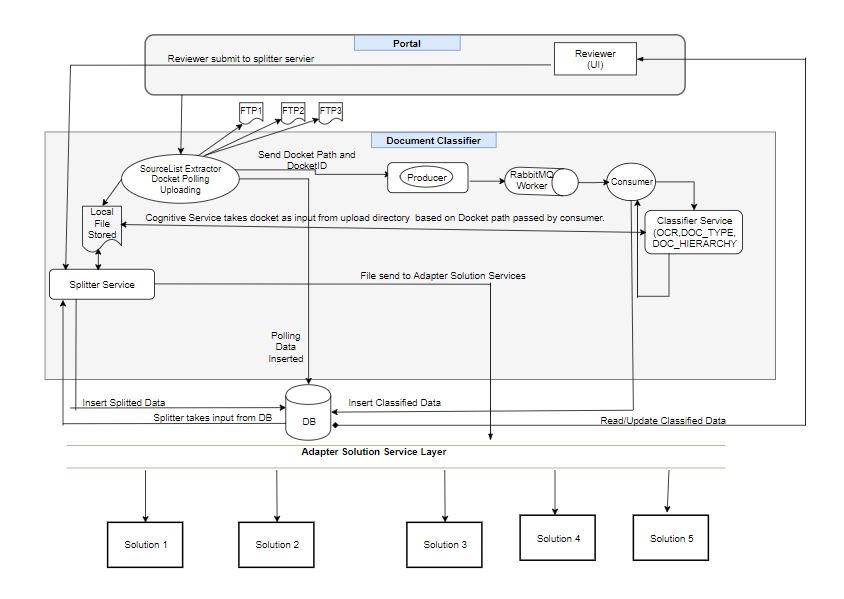 Portal
Reviewer submit to splitter servier
Reviewer
(UI)
FTP1
FTP2
FTP3
Document Classifier
SourceList Extractor
Docket Polling
Uploading
Send Docket Path and
DocketID
Producer
RabbitMQ
Worker
Consumer
Local
File
Stored
Cognitive Service takes docket as input from upload directory based on Docket path passed by consumer.
Classifier Service
(OCR,DOC_TYPE,
DOC_HIERARCHY
Splitter Service
File send to Adapter Solution Services
Polling
Data
Inserted
Insert Splitted Data
Insert Classified Data
Splitter takes input from DB
DB
Read/Update Classified Data
Adapter Solution Service Layer
Solution 1
Solution 2
Solution 3
Solution 4
Solution 5